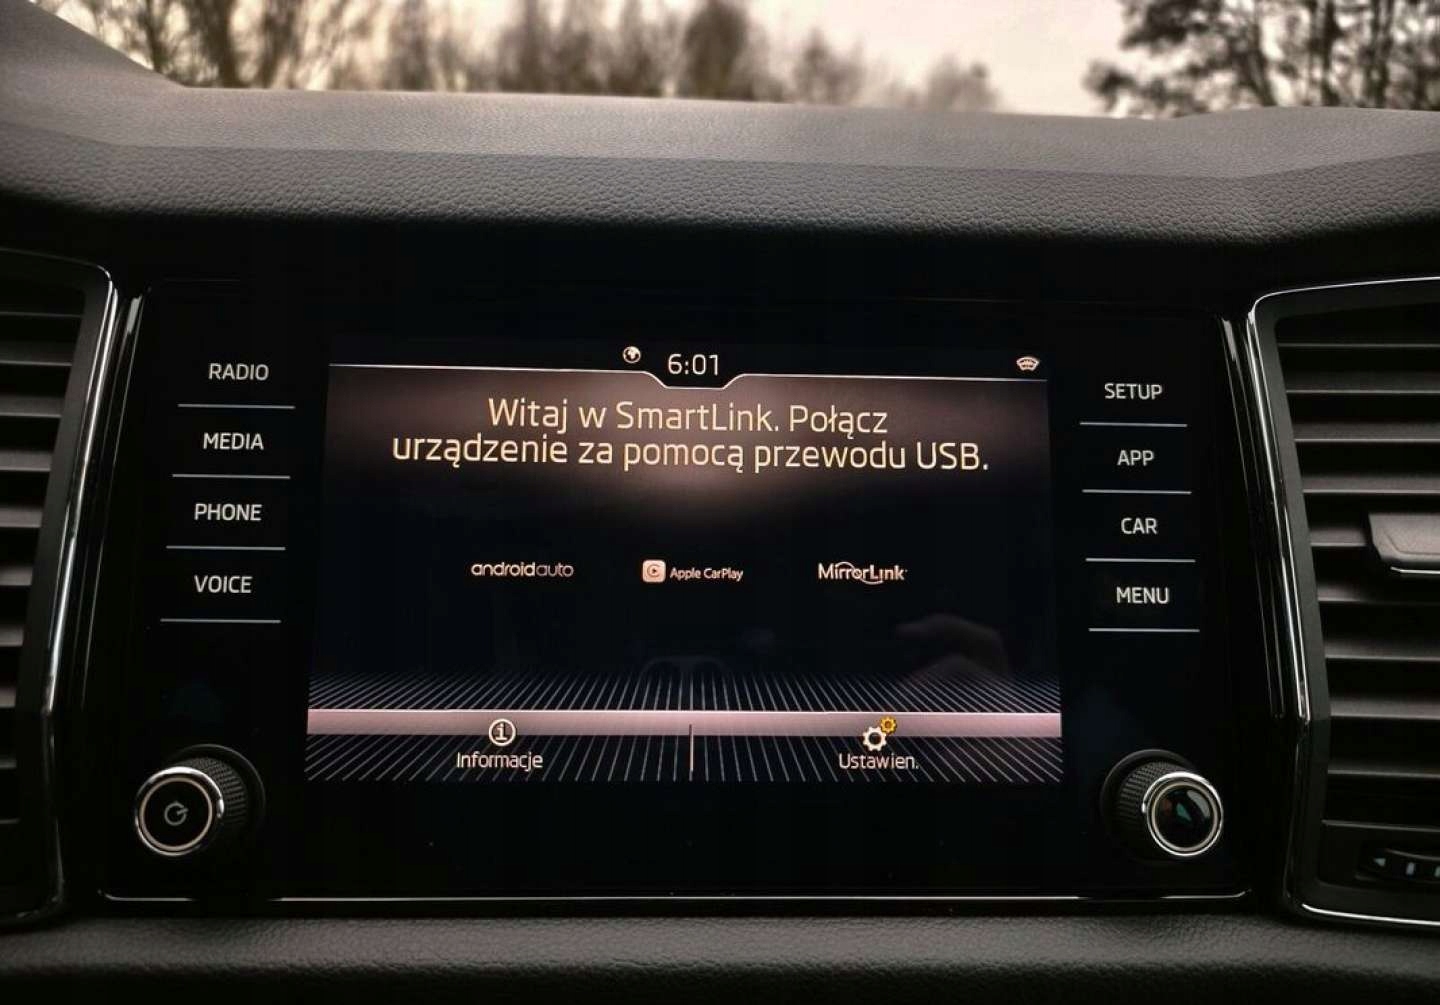 6:01
RADIO
MEDIA
PHONE
VOICE
Witaj w SmartLink. Połącz
urządzenie za pomocą przewodu USB.
androidauto
Apple CarPlay
MirrorLink
Informacje
Ustawien.
SETUP
APP
CAR
MENU